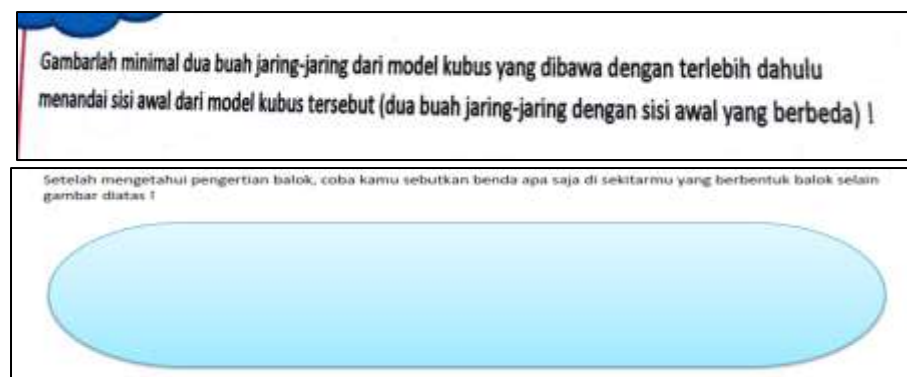 Gambarlah minimal dua buah jaring-jaring dari model kubus yang dibawa dengan terlebih dahulu
menandai sisi awal dari model kubus tersebut (dua buah jaring-jaring dengan sisi awal yang berbeda) !
Setelah mengetahui pengertian balok, coba kamu sebutkan benda apa saja di sekitarmu yang berbentuk balok selain
gambar diatas !